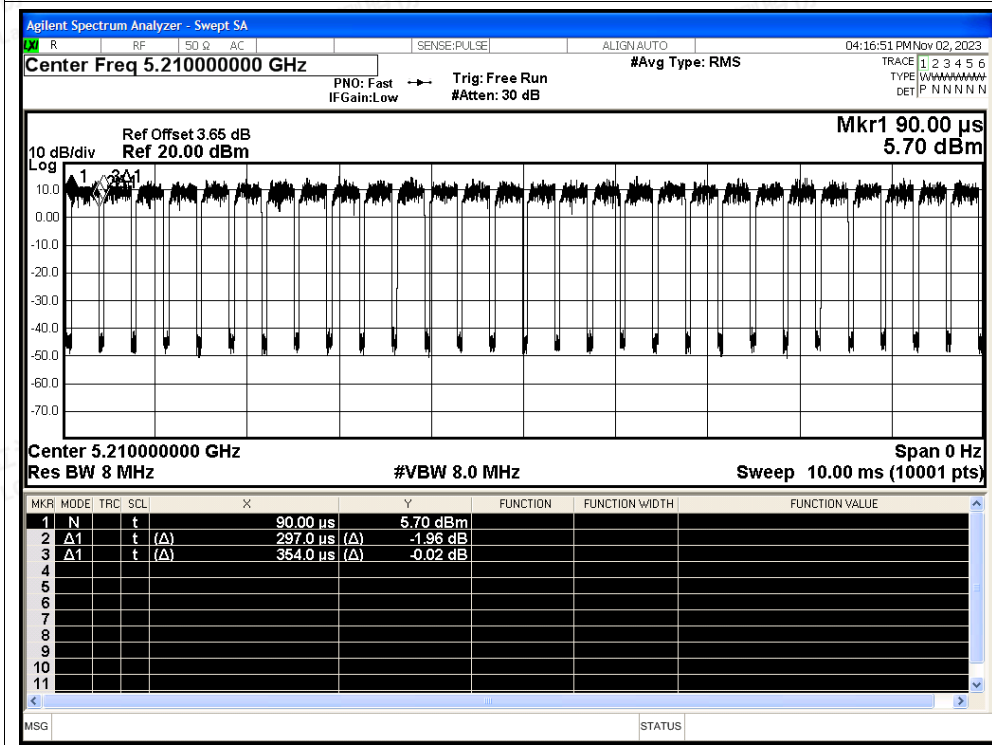 Agilent Spectrum Analyzer - Swept SA
LXI R RF 50 Ω AC SENSE:PULSE ALIGN AUTO 04:16:51 PM Nov 02, 2023
Center Freq 5.210000000 GHz
#Avg Type: RMS
TRACE 1 2 3 4 5 6
PNO: Fast
Trig: Free Run
TYPE WWWWWW
IFGain:Low
#Atten: 30 dB
DET P N N N N N
Mkr1 90.00 µs
5.70 dBm
Ref Offset 3.65 dB
10 dB/div Ref 20.00 dBm
Log
1 3Δ1
10.0
0.00
-10.0
-20.0
-30.0
-40.0
-50.0
-60.0
-70.0
Center 5.210000000 GHz Span 0 Hz
Res BW 8 MHz #VBW 8.0 MHz Sweep 10.00 ms (10001 pts)
MKR MODE TRC SCL X Y FUNCTION FUNCTION WIDTH FUNCTION VALUE
1 N t 90.00 µs 5.70 dBm
2 Δ1 t (Δ) 297.0 µs (Δ) -1.96 dB
3 Δ1 t (Δ) 354.0 µs (Δ) -0.02 dB
4
5
6
7
8
9
10
11
MSG STATUS